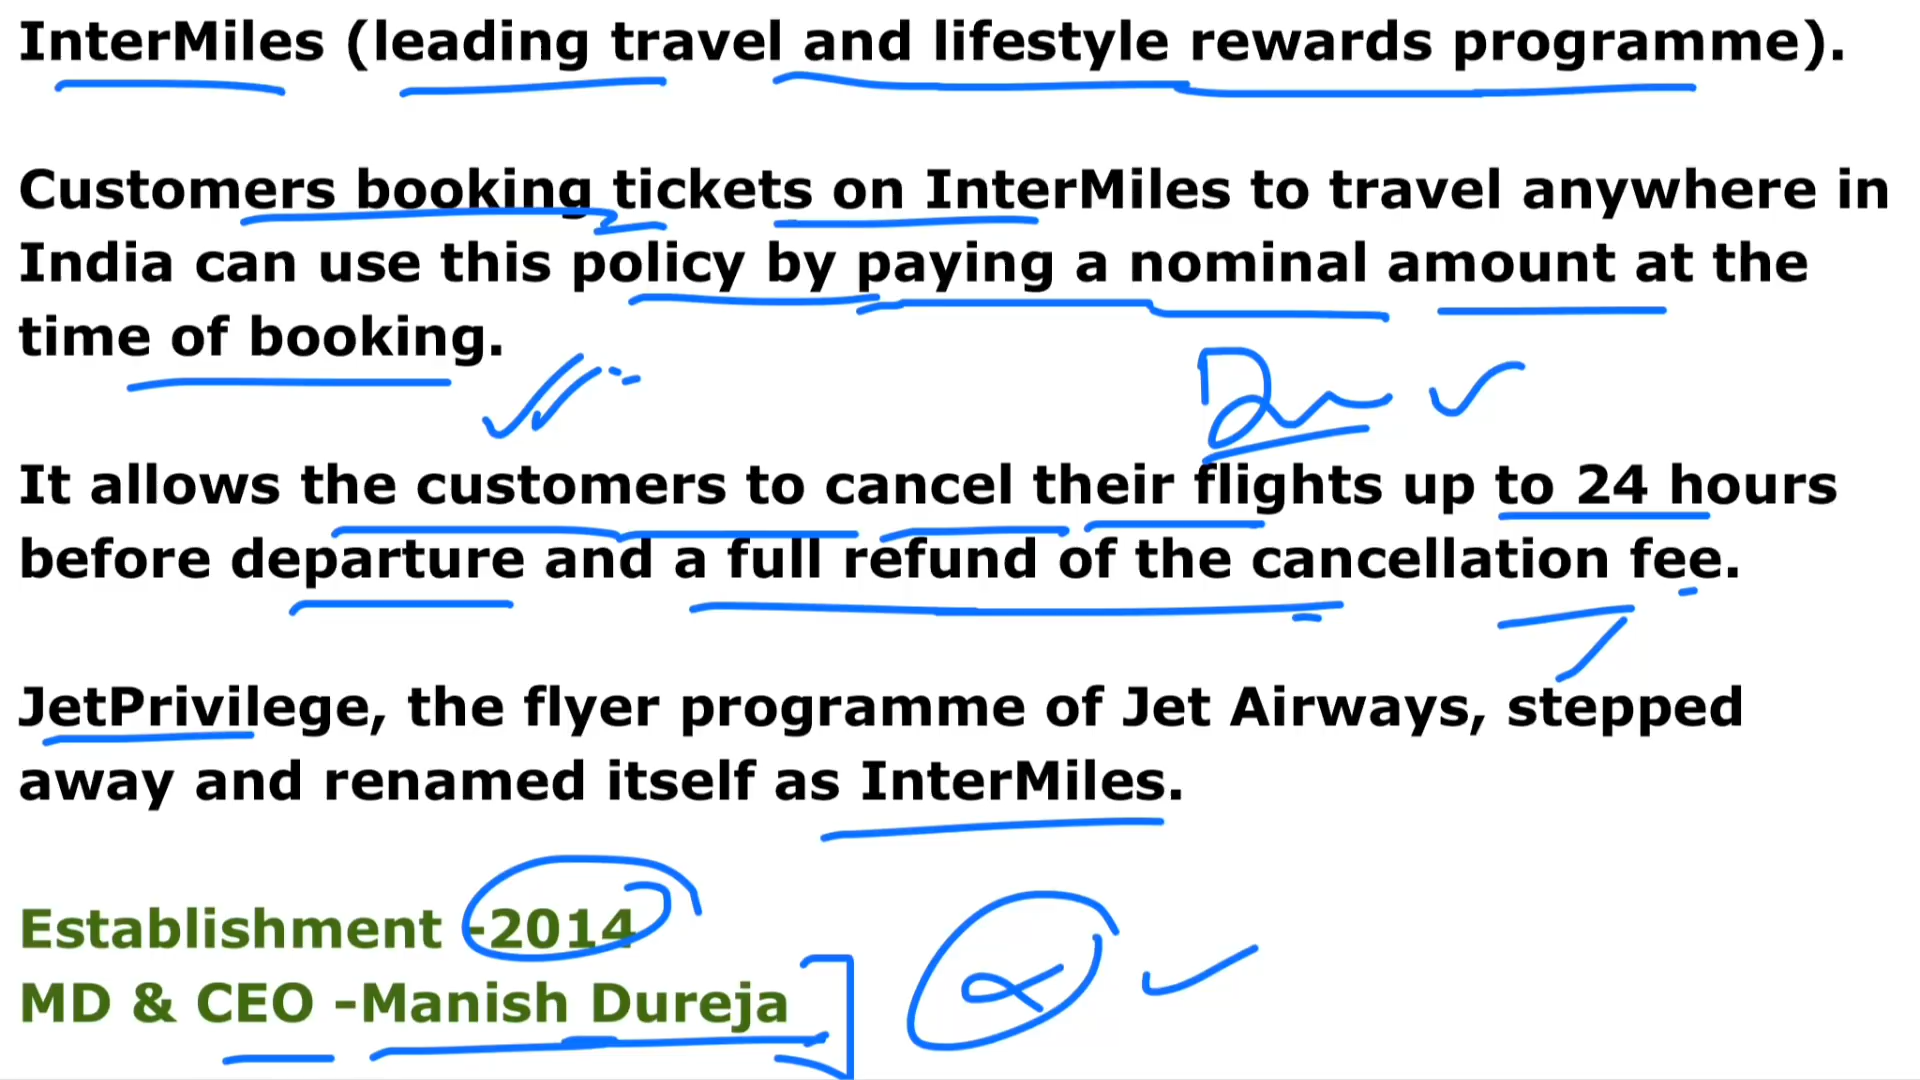 InterMiles (leading travel and lifestyle rewards programme).
Customers booking tickets on InterMiles to travel anywhere in
India can use this policy by paying a nominal amount at the
time of booking.
It allows the customers to cancel their flights up to 24 hours
before departure and a full refund of the cancellation fee.
JetPrivilege, the flyer programme of Jet Airways, stepped
away and renamed itself as InterMiles.
Establishment -2014
MD & CEO -Manish Dureja